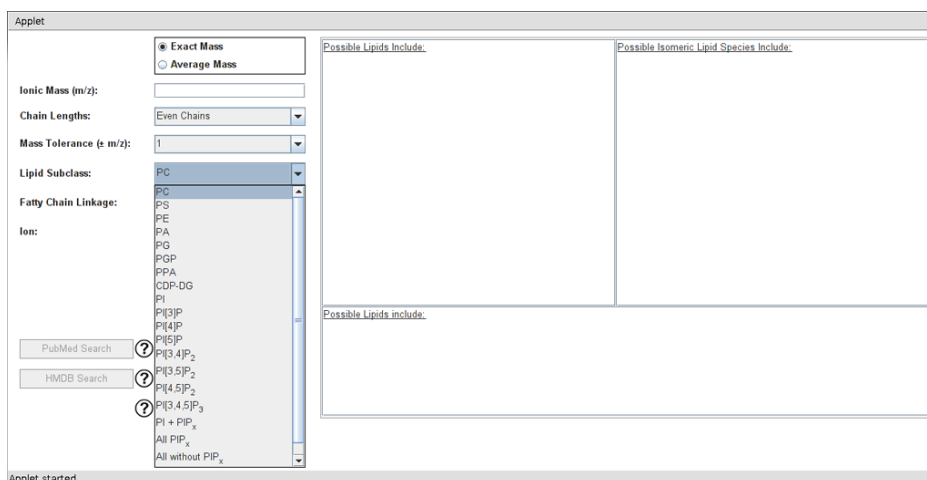 Applet
Exact Mass
Average Mass
Ionic Mass (m/z):
Chain Lengths: Even Chains
Mass Tolerance (± m/z): 1
Lipid Subclass: PC
PC
PS
Fatty Chain Linkage:
PE
PA
Ion:
PG
PGP
PPA
CDP-DG
PI
PI[3]P
PI[4]P
PI[5]P
PubMed Search ?
PI[3,4]P2
PI[3,5]P2
HMDB Search ?
PI[4,5]P2
? PI[3,4,5]P3
PI + PIPx
All PIPx
All without PIPx
Possible Lipids Include:
Possible Isomeric Lipid Species Include:
Possible Lipids include:
Applet started